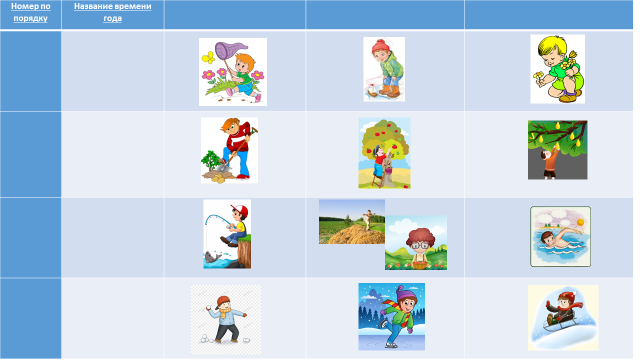 Номер по
порядку
Название времени
года